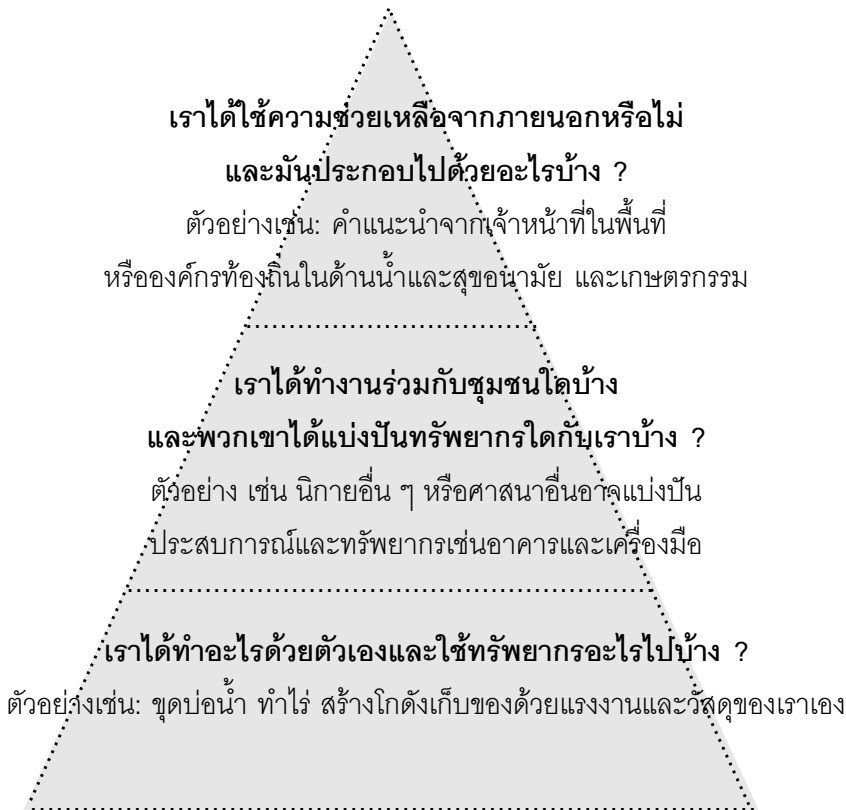 เราได้ใช้ความช่วยเหลือจากภายนอกหรือไม่
และมันประกอบไปด้วยอะไรบ้าง ?
ตัวอย่างเช่น: คำแนะนำจากเจ้าหน้าที่ในพื้นที่
หรือองค์กรท้องถิ่นในด้านน้ำและสุขอนามัย และเกษตรกรรม
เราได้ทำงานร่วมกับชุมชนใดบ้าง
และพวกเขาได้แบ่งปันทรัพยากรใดกับเราบ้าง ?
ตัวอย่าง เช่น นิกายอื่น ๆ หรือศาสนาอื่นอาจแบ่งปัน
ประสบการณ์และทรัพยากรเช่นอาคารและเครื่องมือ
เราได้ทำอะไรด้วยตัวเองและใช้ทรัพยากรอะไรไปบ้าง ?
ตัวอย่างเช่น: ขุดบ่อน้ำ ทำไร่ สร้างโกดังเก็บของด้วยแรงงานและวัสดุของเราเอง